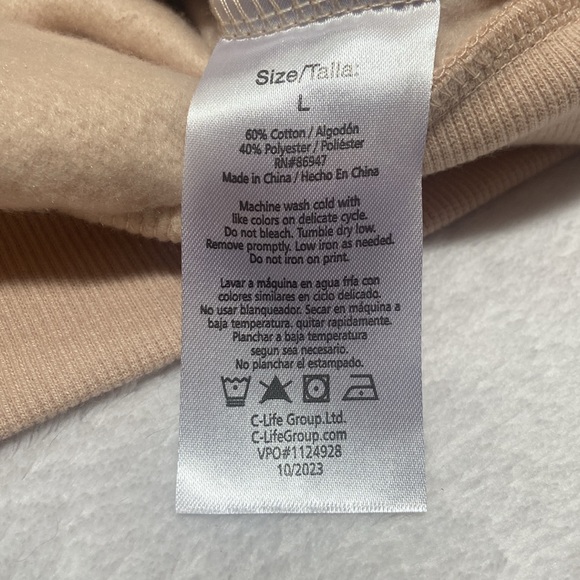 Size/Talla:
L
60% Cotton / Algodón
40% Polyester / Poliéster
RN#86947
Made in China / Hecho En China
Machine wash cold with
like colors on delicate cycle.
Do not bleach. Tumble dry low.
Remove promptly. Low iron as needed.
Do not iron on print.
Lavar a máquina en agua fría con
colores similares en ciclo delicado.
No usar blanqueador. Secar en máquina a
baja temperatura. quitar rapidamente.
Planchar a baja temperatura
segun sea necesario.
No planchar el estampado.
C-Life Group.Ltd.
C-LifeGroup.com
VPO#1124928
10/2023